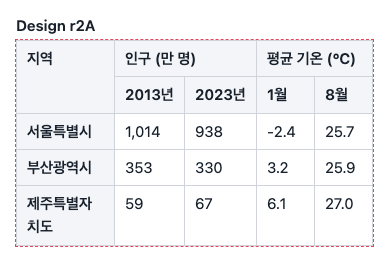 Design r2A
지역 인구 (만 명) 평균 기온 (ºC)
2013년 2023년 1월 8월
서울특별시 1,014 938 -2.4 25.7
부산광역시 353 330 3.2 25.9
제주특별자 59 67 6.1 27.0
치도